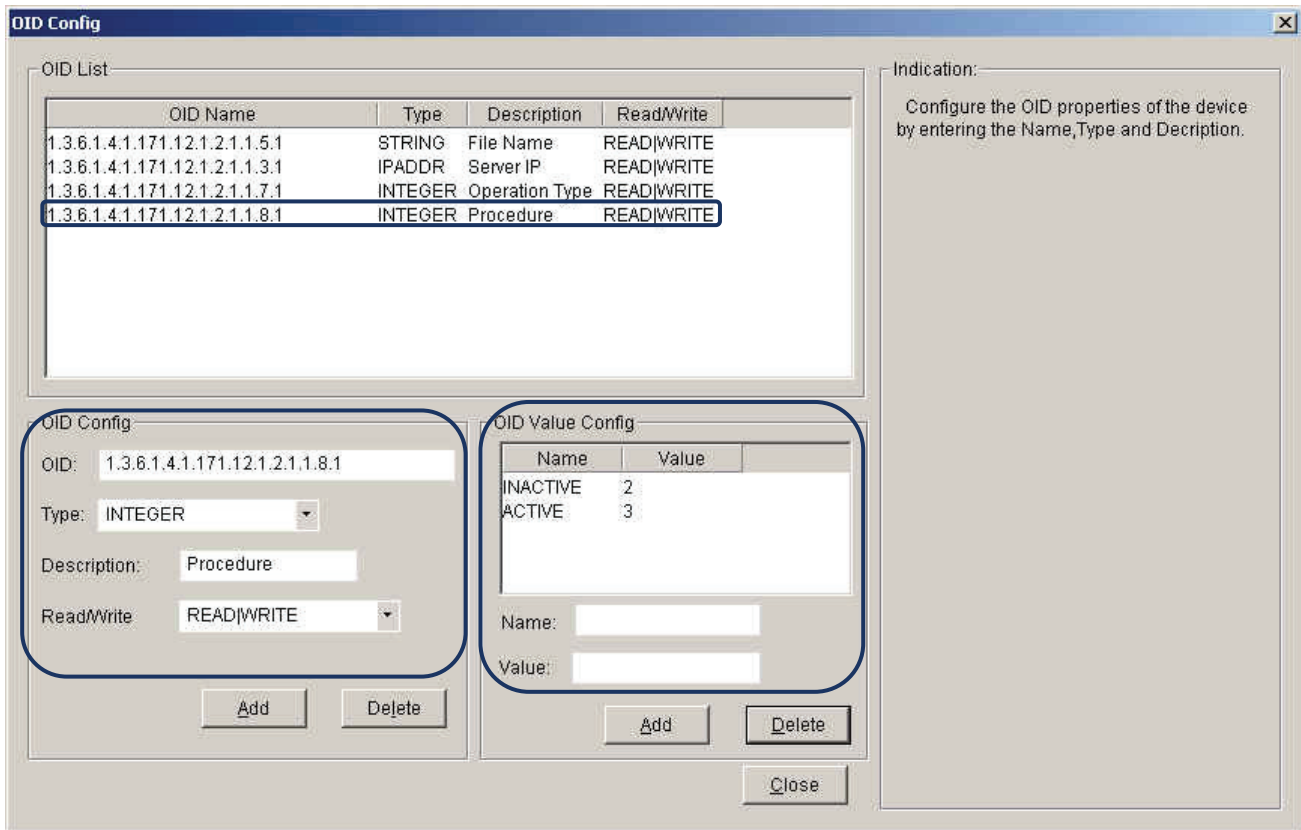 OID Config
OID List
OID Name Type Description Read/Write
1.3.6.1.4.1.171.12.1.2.1.1.5.1 STRING File Name READ|WRITE
1.3.6.1.4.1.171.12.1.2.1.1.3.1 IPADDR Server IP READ|WRITE
1.3.6.1.4.1.171.12.1.2.1.1.7.1 INTEGER Operation Type READ|WRITE
1.3.6.1.4.1.171.12.1.2.1.1.8.1 INTEGER Procedure READ|WRITE
Indication:
Configure the OID properties of the device
by entering the Name,Type and Decription.
OID Config
OID: 1.3.6.1.4.1.171.12.1.2.1.1.8.1
Type: INTEGER
Description: Procedure
Read/Write READ|WRITE
Add Delete
OID Value Config
Name Value
INACTIVE 2
ACTIVE 3
Name:
Value:
Add Delete
Close